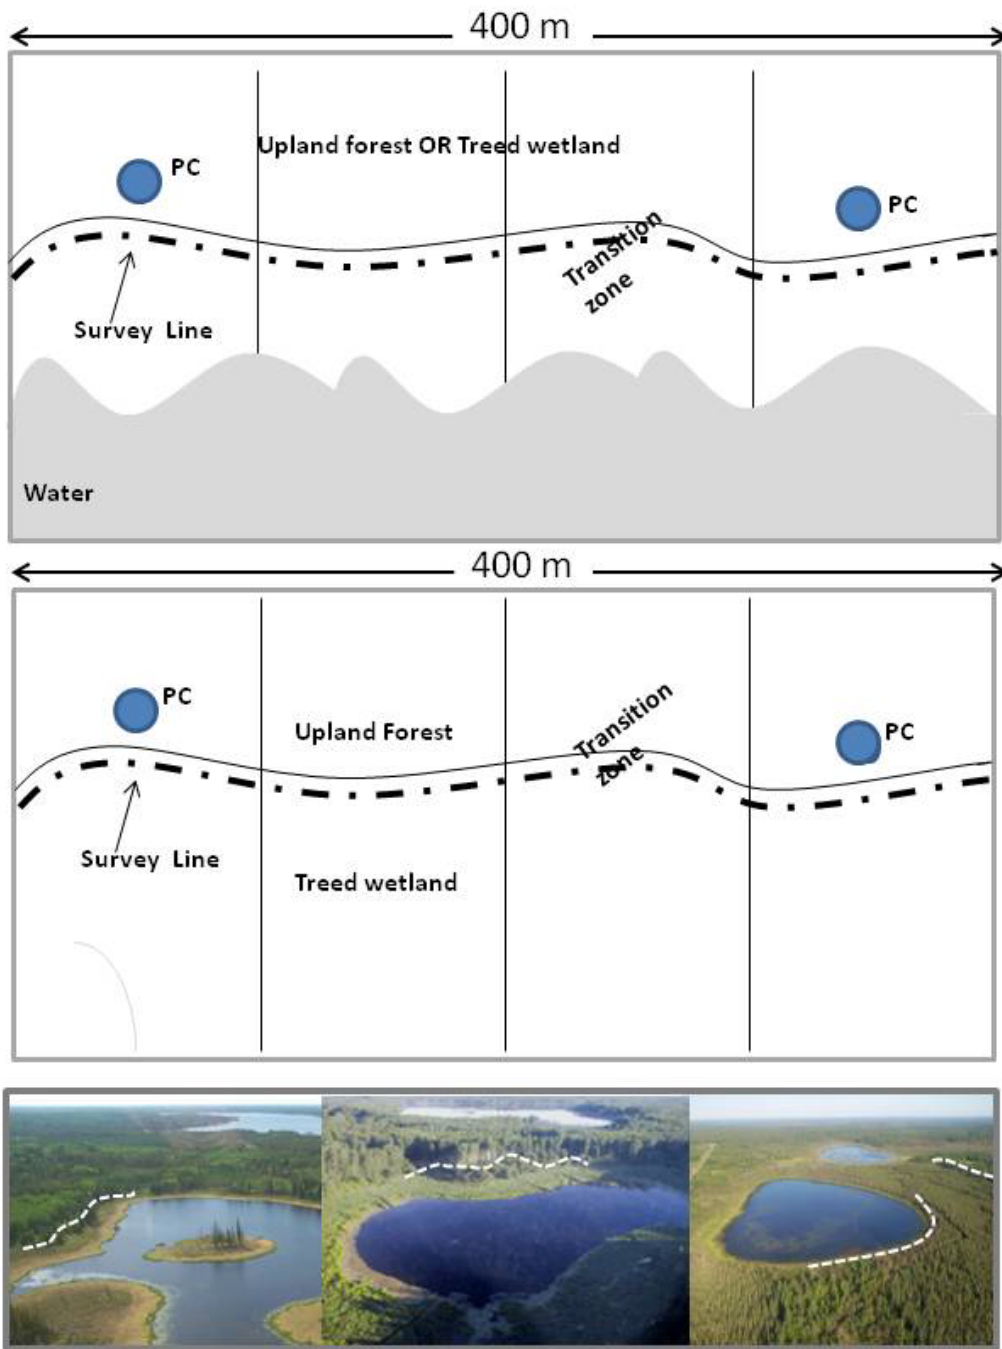 400 m
Upland forest OR Treed wetland
PC
PC
Transition
zone
Survey Line
Water
400 m
PC
Transition
zone
Upland Forest
PC
Survey Line
Treed wetland